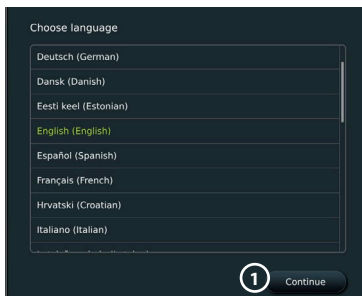 Choose language
Deutsch (German)
Dansk (Danish)
Eesti keel (Estonian)
English (English)
Español (Spanish)
Français (French)
Hrvatski (Croatian)
Italiano (Italian)
1 Continue